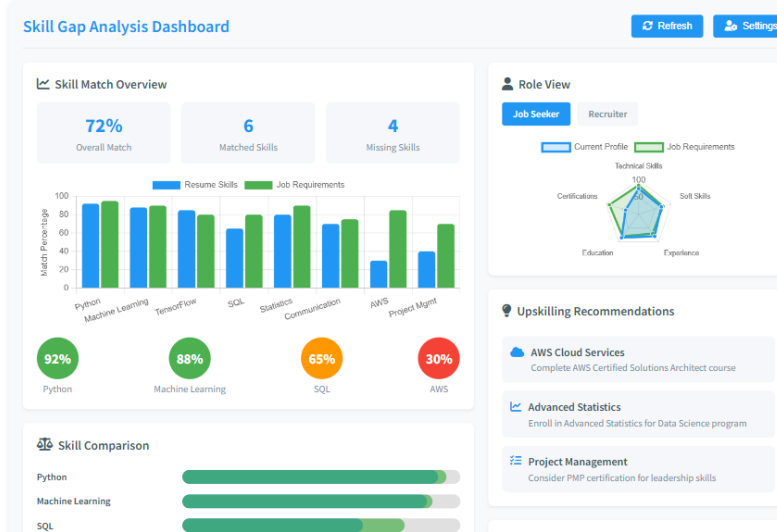 Skill Gap Analysis Dashboard
Refresh
Settings
Skill Match Overview
72%
Overall Match
6
Matched Skills
4
Missing Skills
Resume Skills
Job Requirements
Match Percentage
100
80
60
40
20
0
Python
Machine Learning
TensorFlow
SQL
Statistics
Communication
AWS
Project Mgmt
92%
Python
88%
Machine Learning
65%
SQL
30%
AWS
Skill Comparison
Python
Machine Learning
SQL
Role View
Job Seeker
Recruiter
Current Profile
Job Requirements
Technical Skills
100
50
Certifications
Soft Skills
Education
Experience
Upskilling Recommendations
AWS Cloud Services
Complete AWS Certified Solutions Architect course
Advanced Statistics
Enroll in Advanced Statistics for Data Science program
Project Management
Consider PMP certification for leadership skills